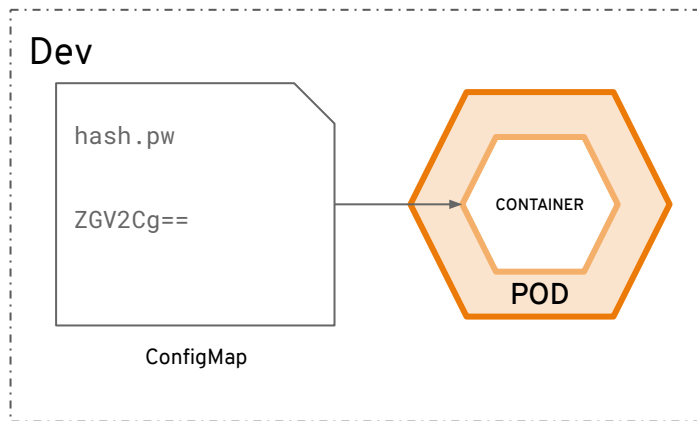 Dev
hash.pw
ZGV2Cg==
ConfigMap
CONTAINER
POD